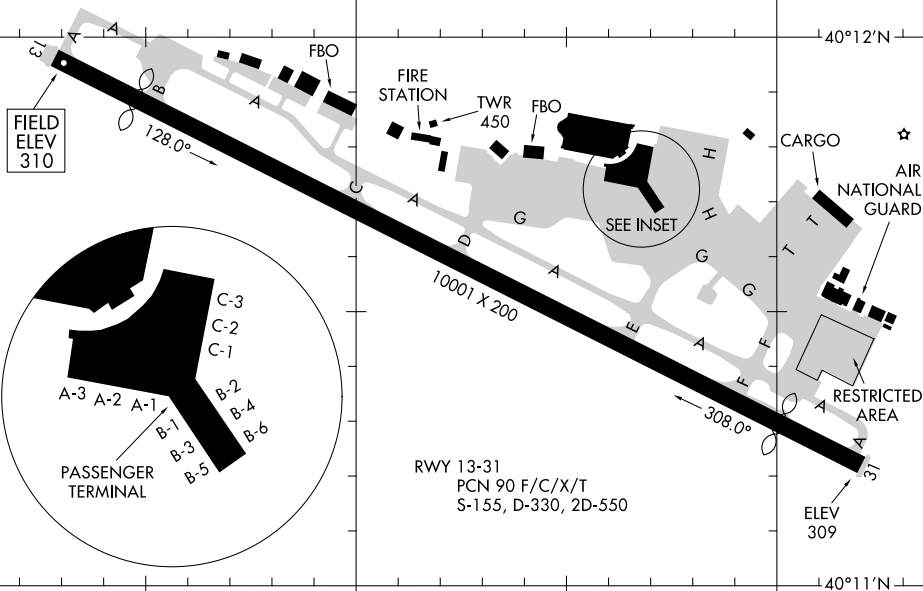 13
A
A
FBO
40°12'N
FIRE
STATION
TWR
450
FBO
B
A
FIELD
ELEV
310
128.0°
H
CARGO
AIR
NATIONAL
GUARD
C
A
G
H
SEE INSET
T
T
D
A
G
G
10001 X 200
C-3
C-2
C-1
E
A
F
F
A-3
A-2
A-1
B-2
B-4
B-6
B-1
B-3
B-5
308.0°
A
RESTRICTED
AREA
A
31
PASSENGER
TERMINAL
RWY 13-31
PCN 90 F/C/X/T
S-155, D-330, 2D-550
ELEV
309
40°11'N